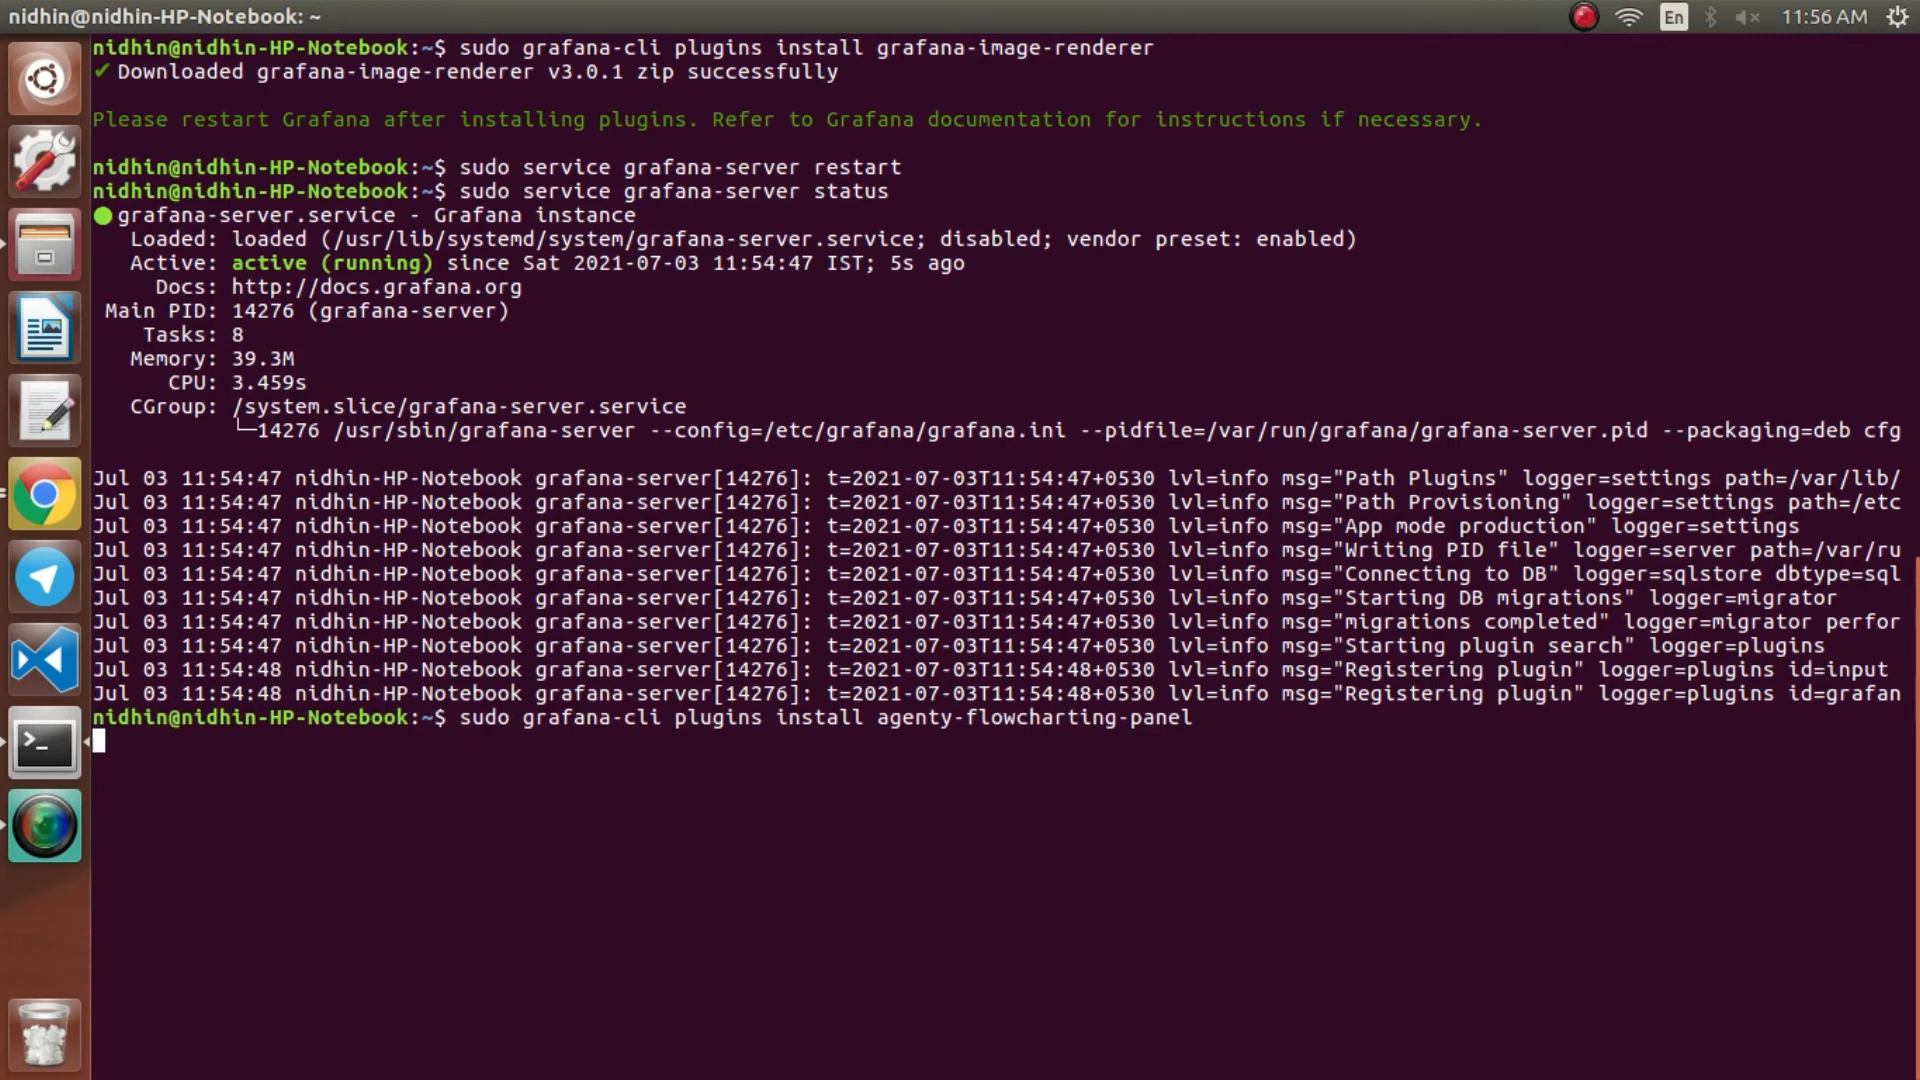 nidhin@nidhin-HP-Notebook: ~
En
11:56 AM
nidhin@nidhin-HP-Notebook:~$ sudo grafana-cli plugins install grafana-image-renderer
✔ Downloaded grafana-image-renderer v3.0.1 zip successfully
Please restart Grafana after installing plugins. Refer to Grafana documentation for instructions if necessary.
nidhin@nidhin-HP-Notebook:~$ sudo service grafana-server restart
nidhin@nidhin-HP-Notebook:~$ sudo service grafana-server status
● grafana-server.service - Grafana instance
Loaded: loaded (/usr/lib/systemd/system/grafana-server.service; disabled; vendor preset: enabled)
Active: active (running) since Sat 2021-07-03 11:54:47 IST; 5s ago
Docs: http://docs.grafana.org
Main PID: 14276 (grafana-server)
Tasks: 8
Memory: 39.3M
CPU: 3.459s
CGroup: /system.slice/grafana-server.service
└─14276 /usr/sbin/grafana-server --config=/etc/grafana/grafana.ini --pidfile=/var/run/grafana/grafana-server.pid --packaging=deb cfg
Jul 03 11:54:47 nidhin-HP-Notebook grafana-server[14276]: t=2021-07-03T11:54:47+0530 lvl=info msg="Path Plugins" logger=settings path=/var/lib/
Jul 03 11:54:47 nidhin-HP-Notebook grafana-server[14276]: t=2021-07-03T11:54:47+0530 lvl=info msg="Path Provisioning" logger=settings path=/etc
Jul 03 11:54:47 nidhin-HP-Notebook grafana-server[14276]: t=2021-07-03T11:54:47+0530 lvl=info msg="App mode production" logger=settings
Jul 03 11:54:47 nidhin-HP-Notebook grafana-server[14276]: t=2021-07-03T11:54:47+0530 lvl=info msg="Writing PID file" logger=server path=/var/ru
Jul 03 11:54:47 nidhin-HP-Notebook grafana-server[14276]: t=2021-07-03T11:54:47+0530 lvl=info msg="Connecting to DB" logger=sqlstore dbtype=sql
Jul 03 11:54:47 nidhin-HP-Notebook grafana-server[14276]: t=2021-07-03T11:54:47+0530 lvl=info msg="Starting DB migrations" logger=migrator
Jul 03 11:54:47 nidhin-HP-Notebook grafana-server[14276]: t=2021-07-03T11:54:47+0530 lvl=info msg="migrations completed" logger=migrator perfor
Jul 03 11:54:47 nidhin-HP-Notebook grafana-server[14276]: t=2021-07-03T11:54:47+0530 lvl=info msg="Starting plugin search" logger=plugins
Jul 03 11:54:48 nidhin-HP-Notebook grafana-server[14276]: t=2021-07-03T11:54:48+0530 lvl=info msg="Registering plugin" logger=plugins id=input
Jul 03 11:54:48 nidhin-HP-Notebook grafana-server[14276]: t=2021-07-03T11:54:48+0530 lvl=info msg="Registering plugin" logger=plugins id=grafan
nidhin@nidhin-HP-Notebook:~$ sudo grafana-cli plugins install agenty-flowcharting-panel